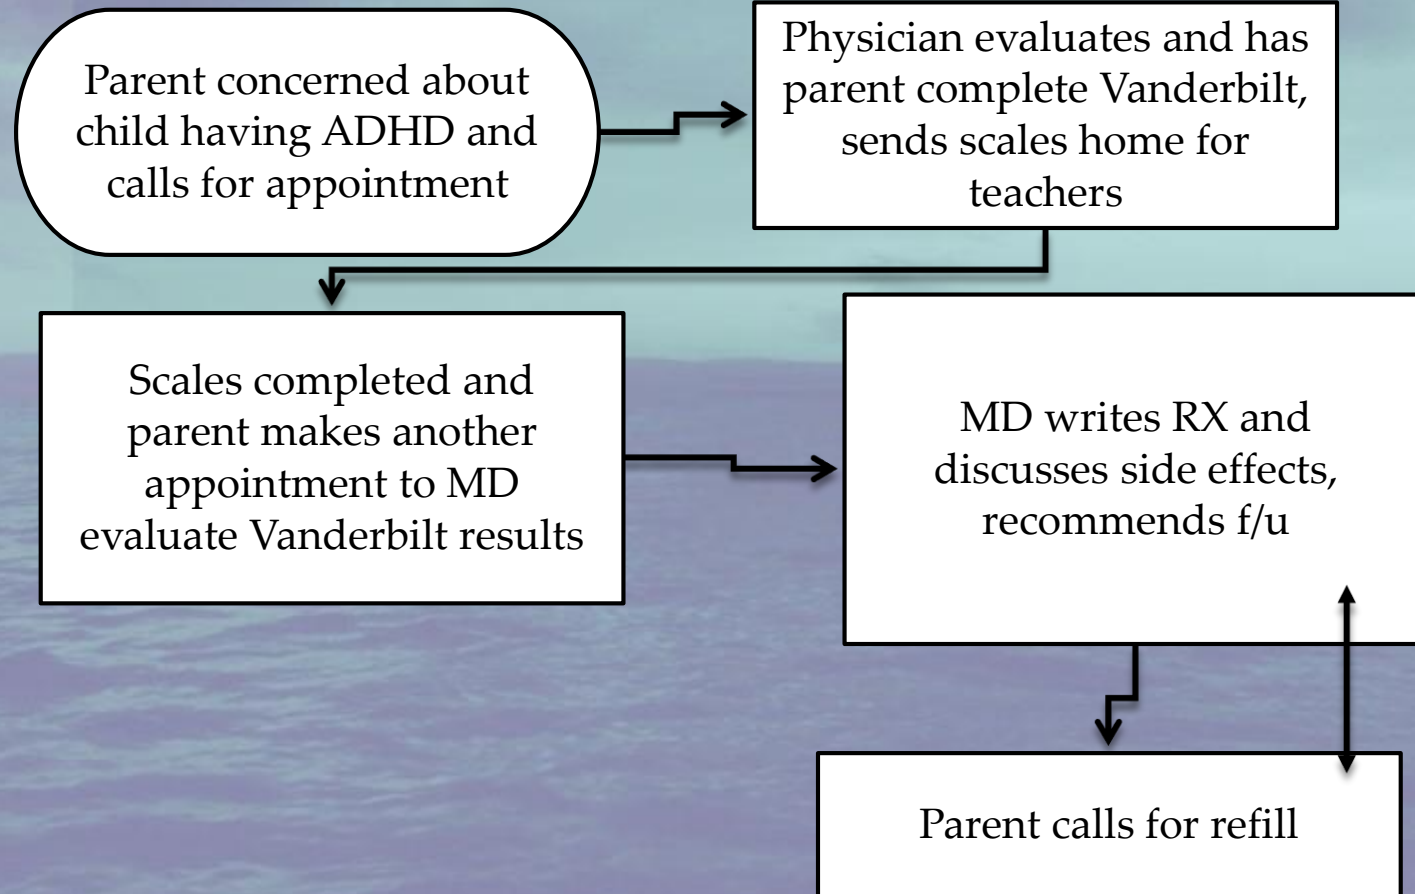 Parent concerned about
child having ADHD and
calls for appointment
Physician evaluates and has
parent complete Vanderbilt,
sends scales home for
teachers
Scales completed and
parent makes another
appointment to MD
evaluate Vanderbilt results
MD writes RX and
discusses side effects,
recommends f/u
Parent calls for refill